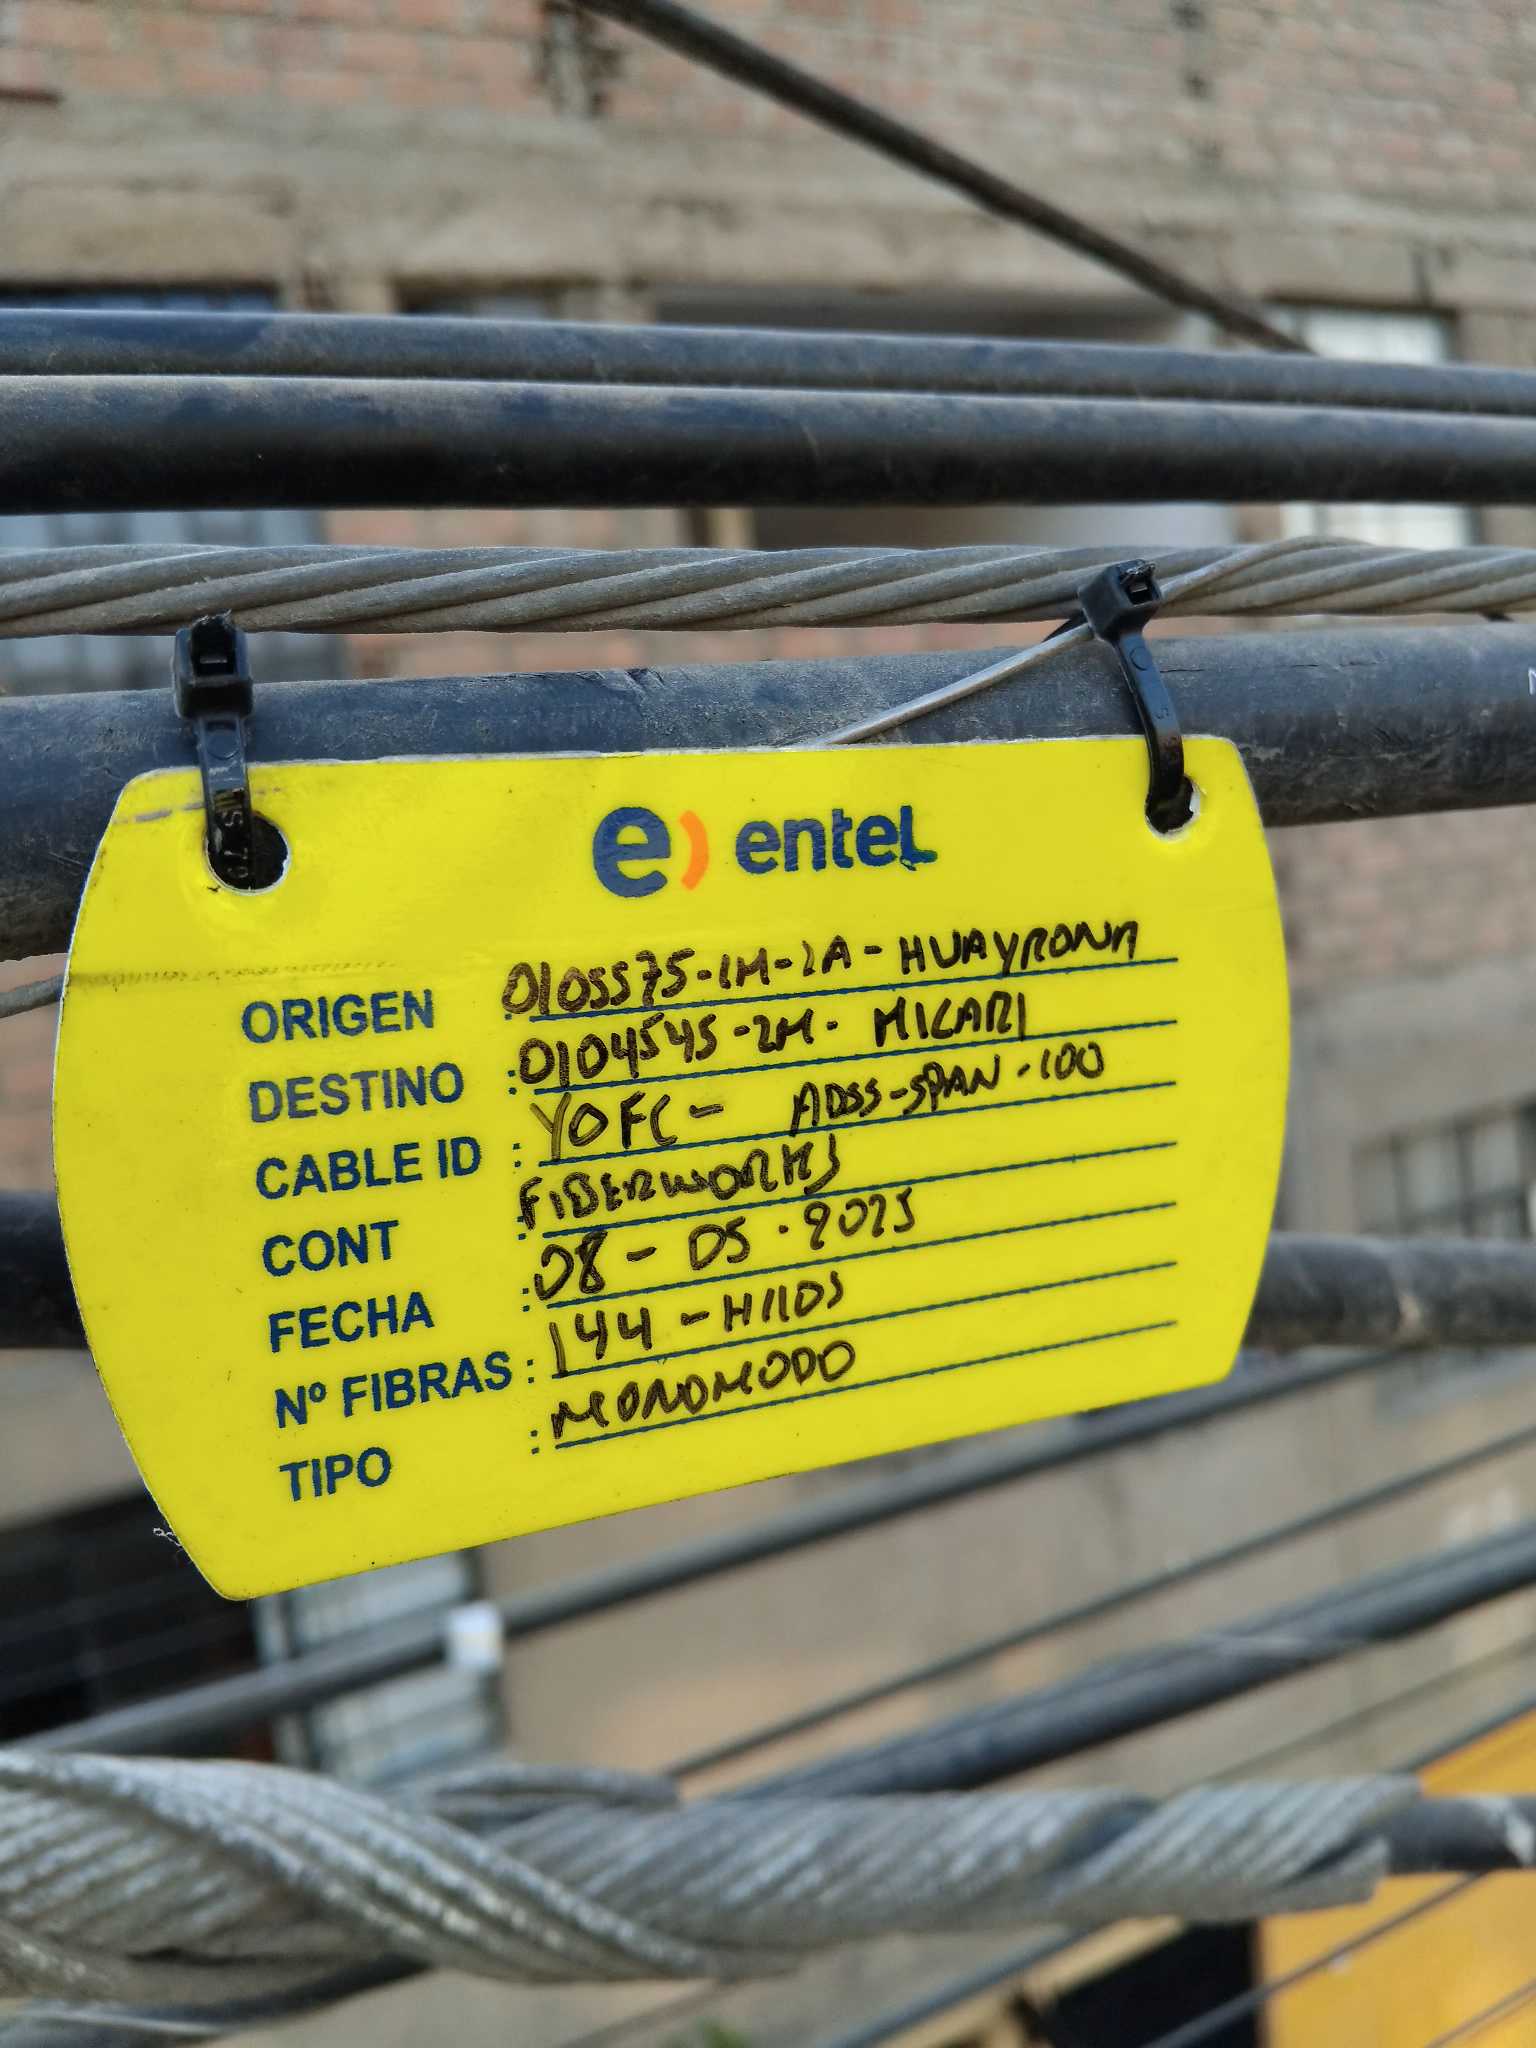 e) entel
ORIGEN : 0105575-1M-1A-HUAYRONA
DESTINO : 0104545-2M. MICARI
CABLE ID : YOFC- ADSS-SPAN-100
CONT : FIBERWORKS
FECHA : 08-05.2025
Nº FIBRAS : 144-HILOS
TIPO : MONOMODO